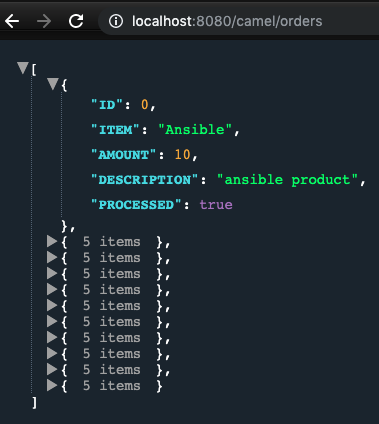 localhost:8080/camel/orders
[
{
"ID": 0,
"ITEM": "Ansible",
"AMOUNT": 10,
"DESCRIPTION": "ansible product",
"PROCESSED": true
},
{ 5 items },
{ 5 items },
{ 5 items },
{ 5 items },
{ 5 items },
{ 5 items },
{ 5 items },
{ 5 items },
{ 5 items },
{ 5 items }
]